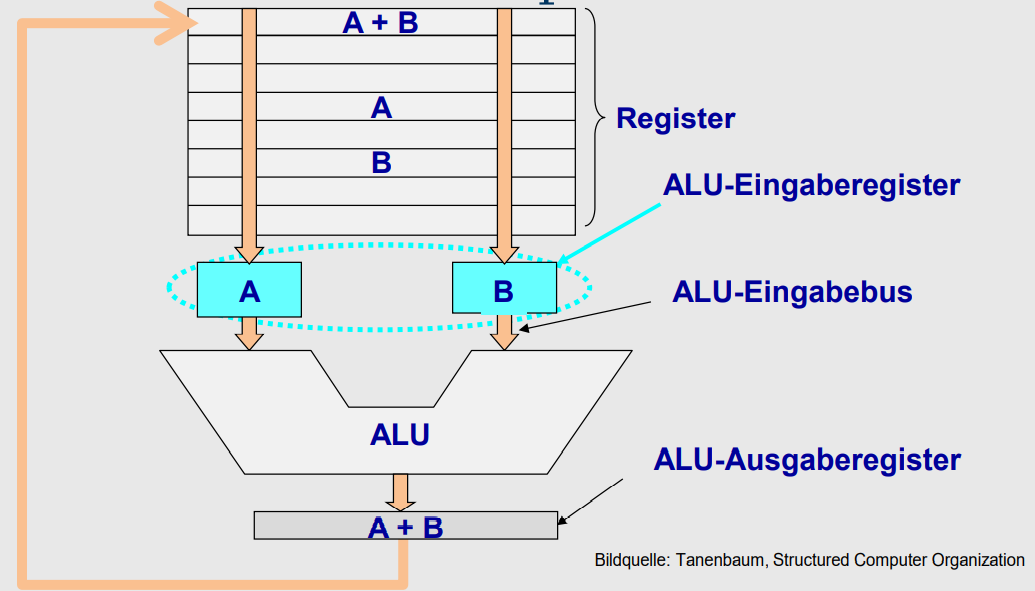 A + B
A
Register
B
ALU-Eingaberegister
A
B
ALU-Eingabebus
ALU
ALU-Ausgaberegister
A + B
Bildquelle: Tanenbaum, Structured Computer Organization